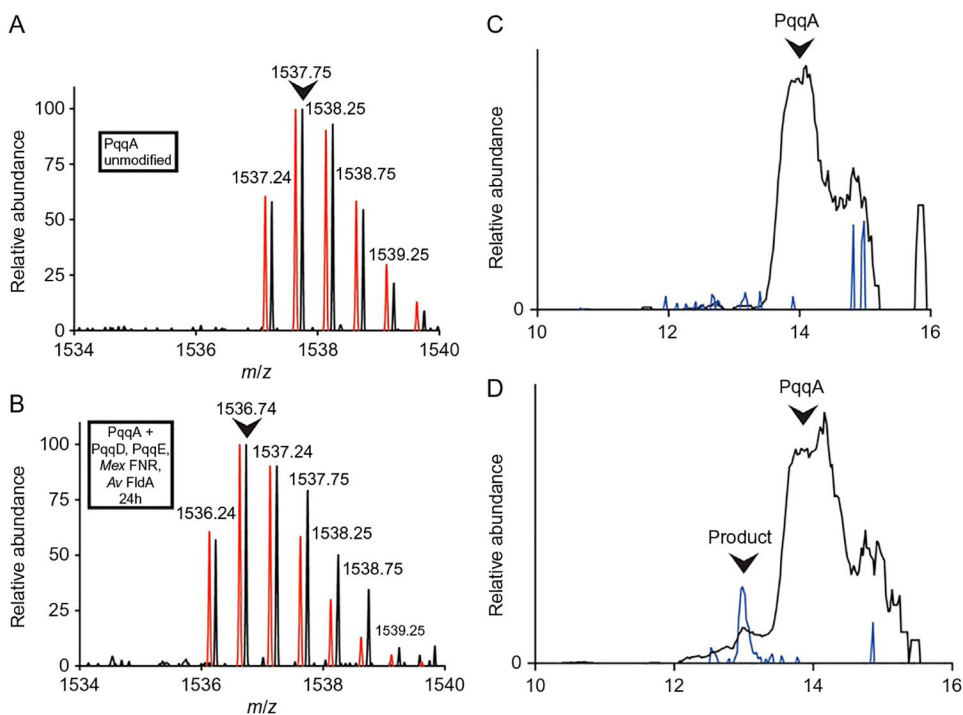 A
1537.75
100
1538.25
PqqA
unmodified
75
1537.24
1538.75
Relative abundance
50
1539.25
25
0
1534
1536
1538
1540
m/z
B
1536.74
PqqA +
PqqD, PqqE,
Mex FNR,
Av FldA
24h
100
1537.24
1537.75
75
1536.24
1538.25
Relative abundance
50
1538.75
25
1539.25
0
1534
1536
1538
1540
m/z
C
PqqA
Relative abundance
0
10
12
14
16
D
PqqA
Product
Relative abundance
0
10
12
14
16